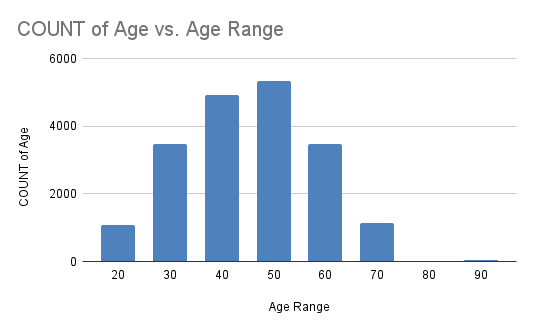 COUNT of Age vs. Age Range
6000
4000
2000
0
COUNT of Age
20 30 40 50 60 70 80 90
Age Range